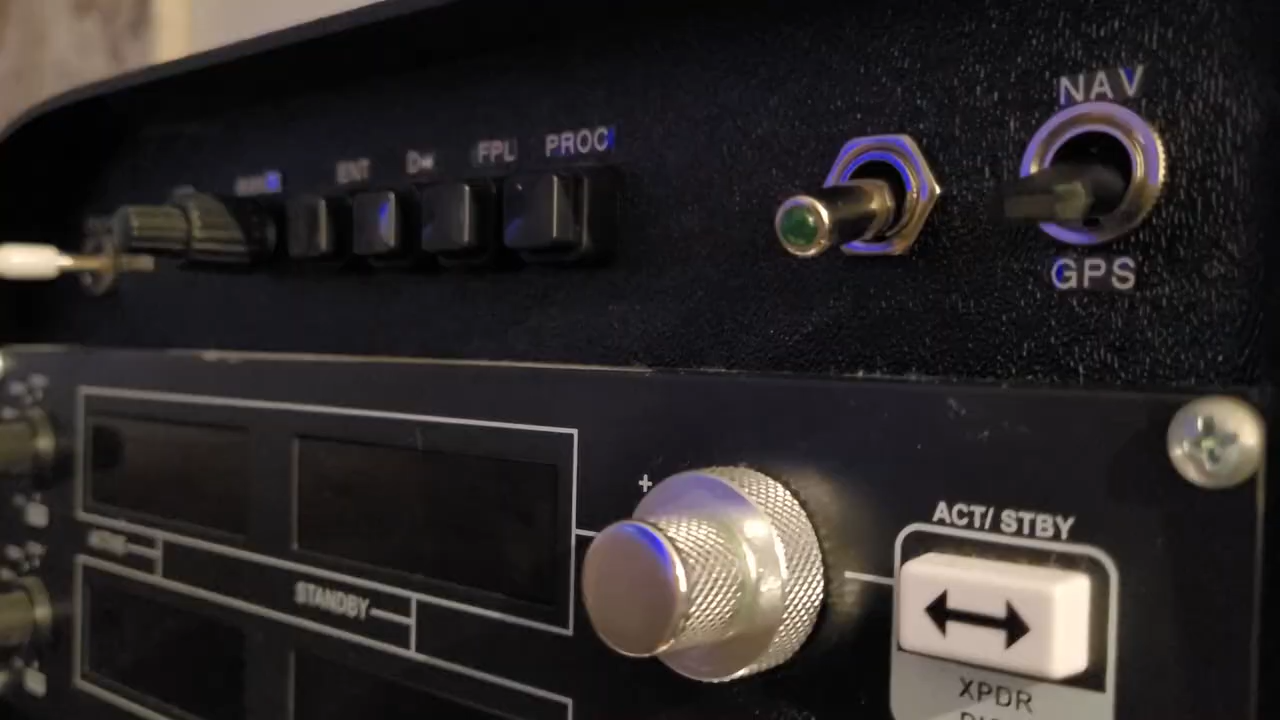 NAV
PROC
FPL
ENT
GPS
+
ACT/ STBY
STANDBY
XPDR